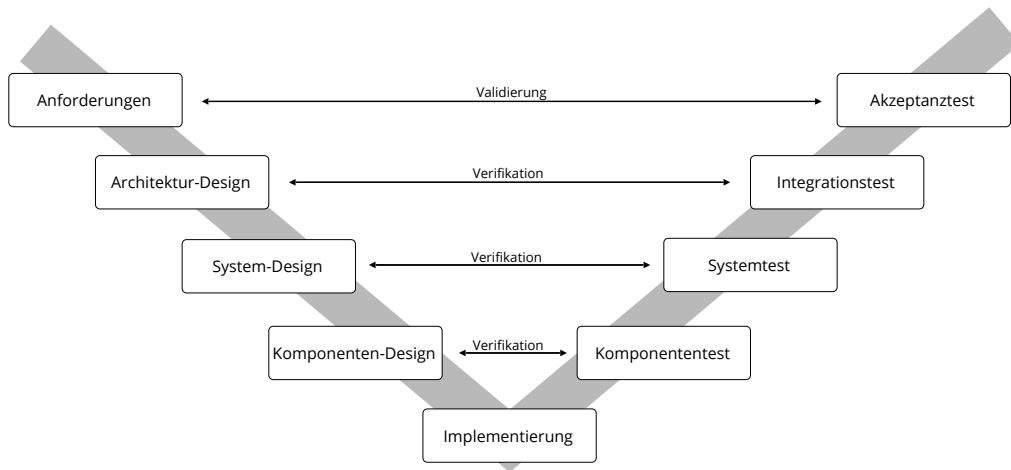 Anforderungen
Validierung
Akzeptanztest
Architektur-Design
Verifikation
Integrationstest
System-Design
Verifikation
Systemtest
Komponenten-Design
Verifikation
Komponententest
Implementierung